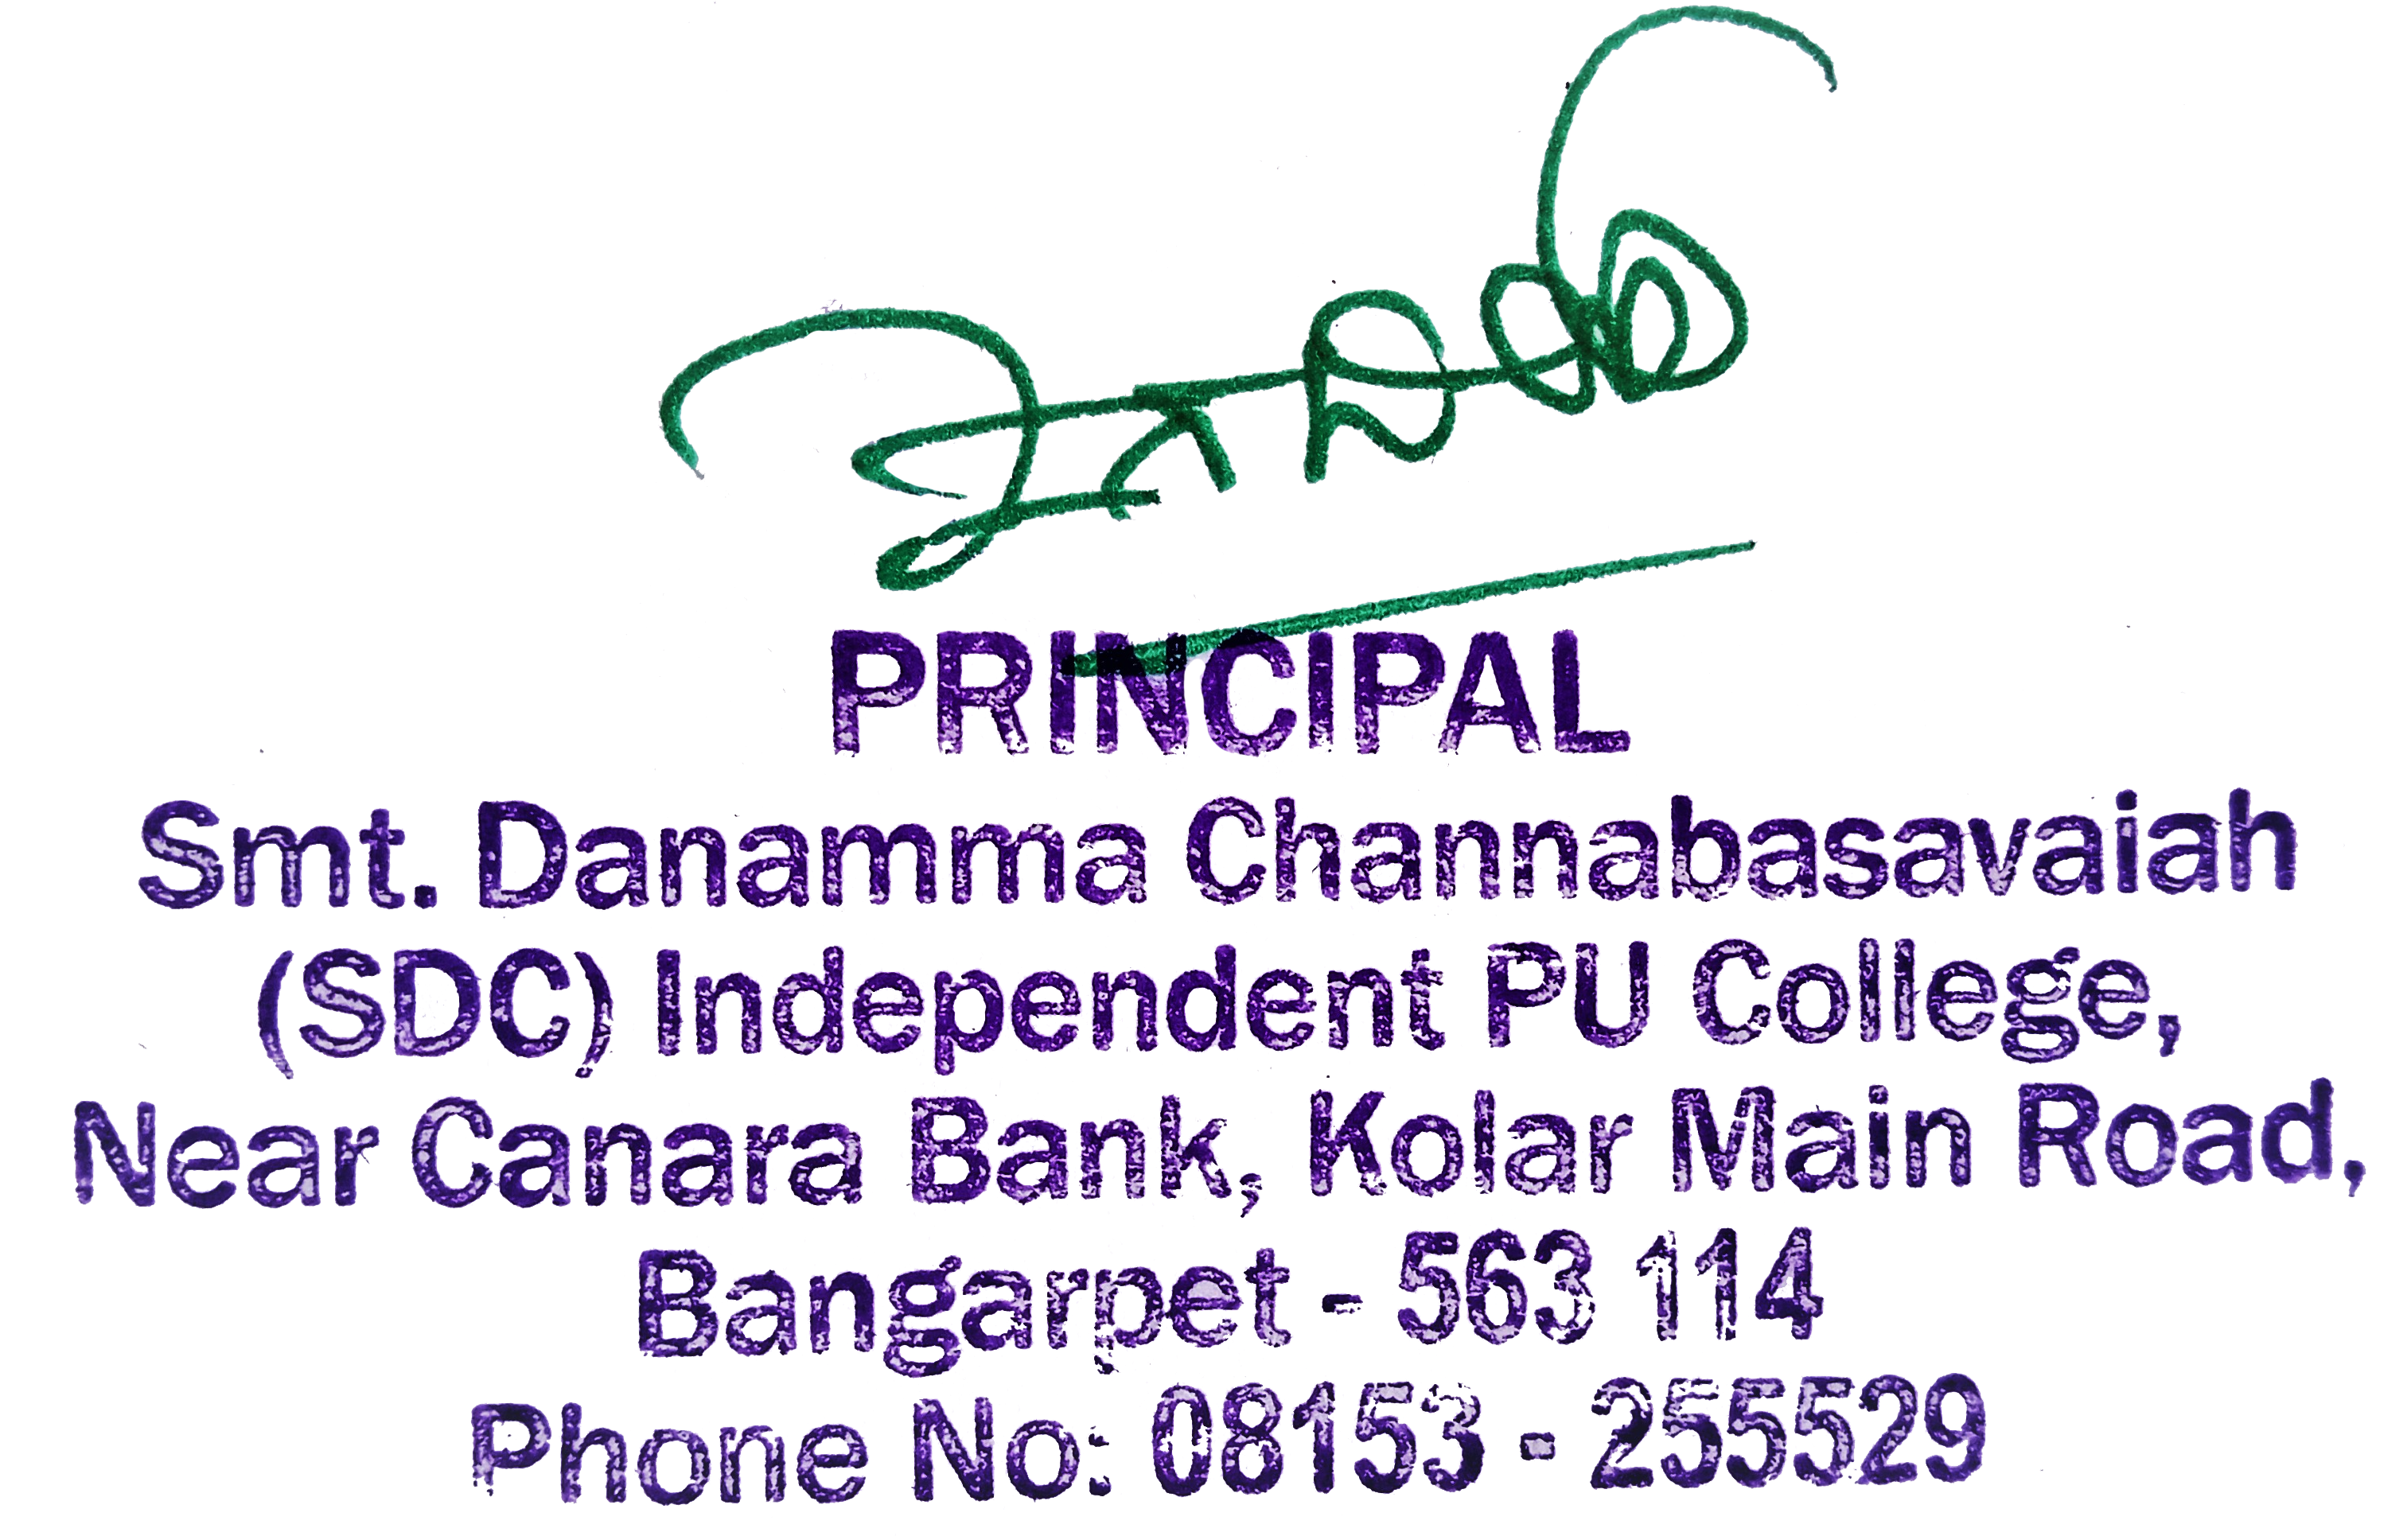 PRINCIPAL
Smt. Danamma Channabasavaiah
(SDC) Independent PU College,
Near Canara Bank, Kolar Main Road,
Bangarpet - 563 114
Phone No: 08153 - 255529